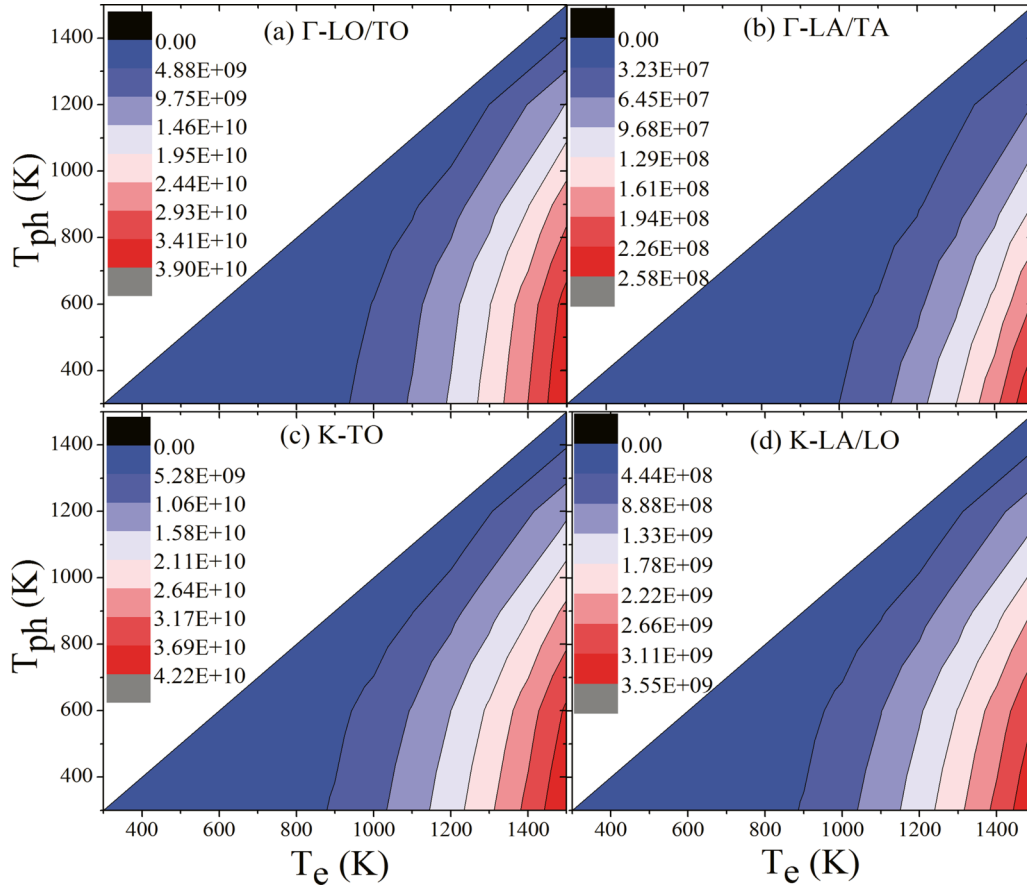 (a) Γ-LO/TO
0.00
4.88E+09
9.75E+09
1.46E+10
1.95E+10
2.44E+10
2.93E+10
3.41E+10
3.90E+10
1400
1200
1000
800
600
400
T_ph (K)
(b) Γ-LA/TA
0.00
3.23E+07
6.45E+07
9.68E+07
1.29E+08
1.61E+08
1.94E+08
2.26E+08
2.58E+08
(c) K-TO
0.00
5.28E+09
1.06E+10
1.58E+10
2.11E+10
2.64E+10
3.17E+10
3.69E+10
4.22E+10
1400
1200
1000
800
600
400
T_ph (K)
400 600 800 1000 1200 1400
T_e (K)
(d) K-LA/LO
0.00
4.44E+08
8.88E+08
1.33E+09
1.78E+09
2.22E+09
2.66E+09
3.11E+09
3.55E+09
400 600 800 1000 1200 1400
T_e (K)